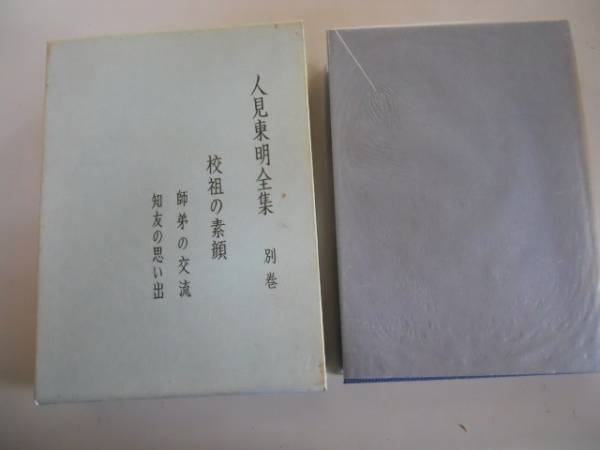 人見東明全集 別巻
校祖の素顔
師弟の交流
知友の思い出